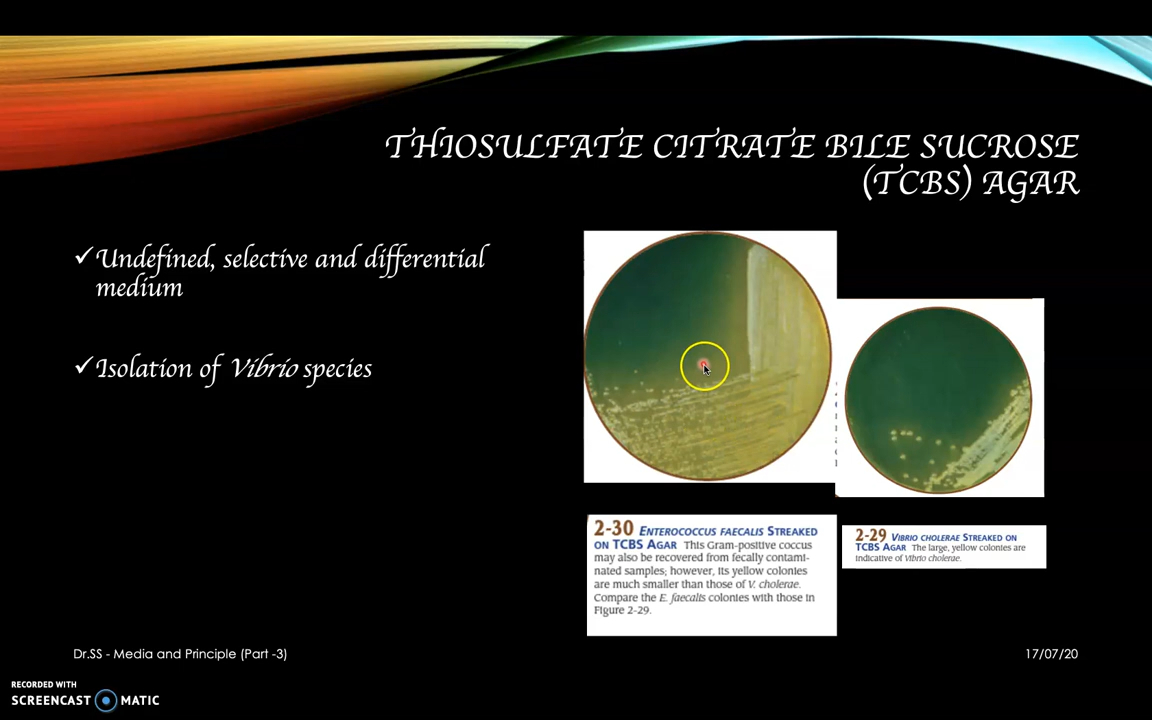 THIOSULFATE CITRATE BILE SUCROSE
(TCBS) AGAR
✓Undefined, selective and differential
medium
✓Isolation of Vibrio species
2-30 ENTEROCOCCUS FAECALIS STREAKED
ON TCBS AGAR This Gram-positive coccus
may also be recovered from fecally contami-
nated samples; however, its yellow colonies
are much smaller than those of V. cholerae.
Compare the E. faecalis colonies with those in
Figure 2-29.
2-29 VIBRIO CHOLERAE STREAKED ON
TCBS AGAR The large, yellow colonies are
indicative of Vibrio cholerae.
Dr.SS - Media and Principle (Part -3)
17/07/20
RECORDED WITH
SCREENCAST MATIC